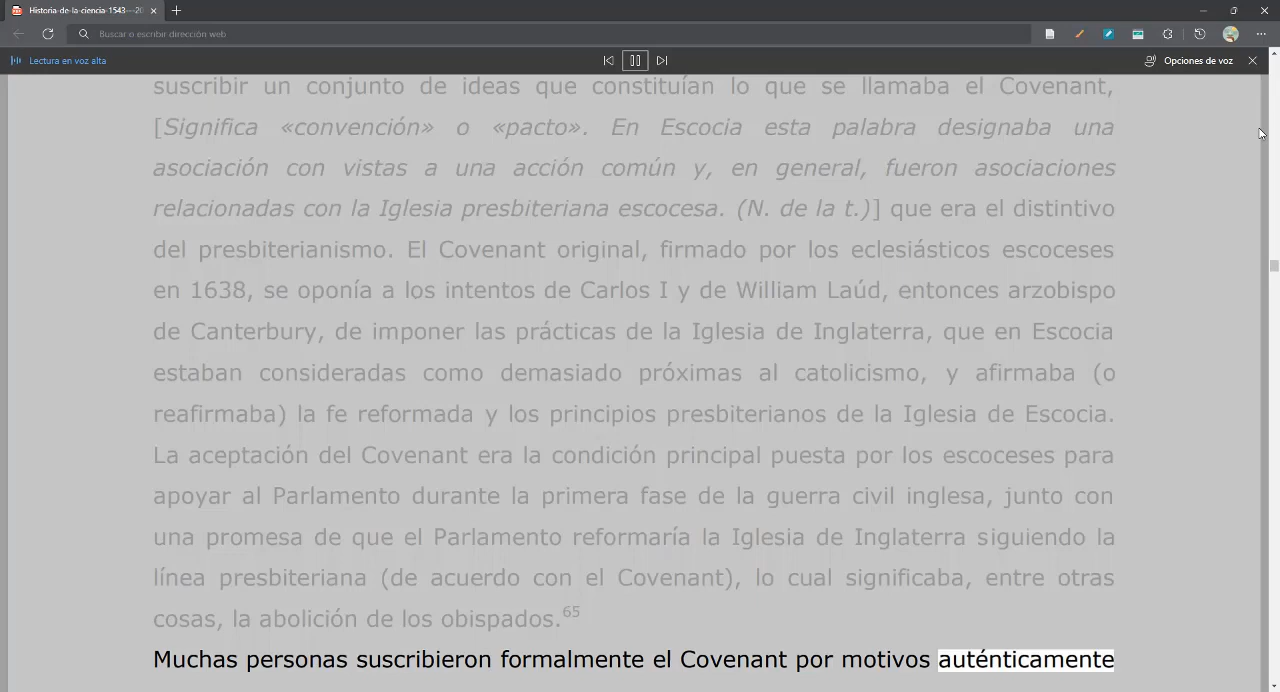 Historia-de-la-ciencia-1543---20
Buscar o escribir dirección web
Lectura en voz alta
Opciones de voz
suscribir un conjunto de ideas que constituían lo que se llamaba el Covenant,
[Significa «convención» o «pacto». En Escocia esta palabra designaba una
asociación con vistas a una acción común y, en general, fueron asociaciones
relacionadas con la Iglesia presbiteriana escocesa. (N. de la t.)] que era el distintivo
del presbiterianismo. El Covenant original, firmado por los eclesiásticos escoceses
en 1638, se oponía a los intentos de Carlos I y de William Laúd, entonces arzobispo
de Canterbury, de imponer las prácticas de la Iglesia de Inglaterra, que en Escocia
estaban consideradas como demasiado próximas al catolicismo, y afirmaba (o
reafirmaba) la fe reformada y los principios presbiterianos de la Iglesia de Escocia.
La aceptación del Covenant era la condición principal puesta por los escoceses para
apoyar al Parlamento durante la primera fase de la guerra civil inglesa, junto con
una promesa de que el Parlamento reformaría la Iglesia de Inglaterra siguiendo la
línea presbiteriana (de acuerdo con el Covenant), lo cual significaba, entre otras
cosas, la abolición de los obispados.65
Muchas personas suscribieron formalmente el Covenant por motivos auténticamente